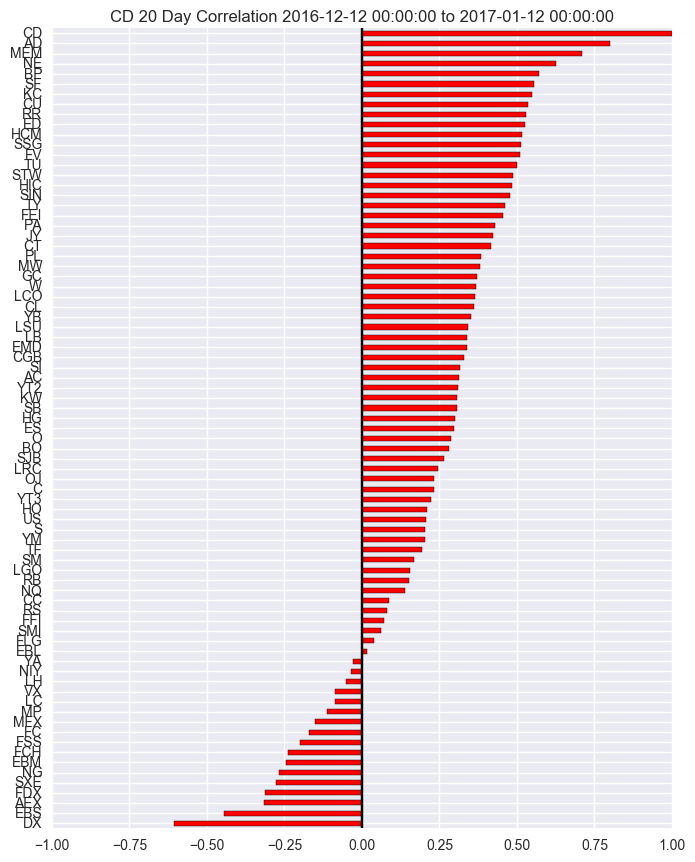 CD 20 Day Correlation 2016-12-12 00:00:00 to 2017-01-12 00:00:00
CD
AD
MEM
NE
BP
SF
KC
CU
RR
ED
HCM
SSG
FV
TU
STW
HIC
SIN
TY
FEI
PA
JY
CT
PL
MW
GC
W
LCO
CL
YB
LSU
LB
EMD
CGB
SI
AC
YT2
KW
SB
HG
ES
O
BO
SJB
LRC
OJ
C
YT3
HO
US
S
YM
TF
SM
LGO
RB
NQ
CC
RS
FFI
SMI
FLG
EBL
YA
NIY
LH
VX
LC
MP
MFX
FC
FSS
FCH
EBM
NG
SXE
FDX
AEX
EBS
DX
−1.00 −0.75 −0.50 −0.25 0.00 0.25 0.50 0.75 1.00